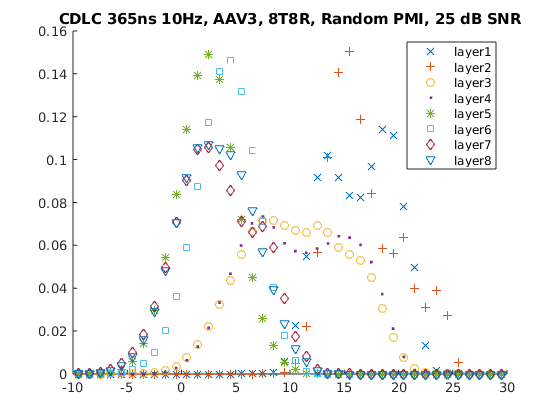 CDLC 365ns 10Hz, AAV3, 8T8R, Random PMI, 25 dB SNR
0.16
0.14
0.12
0.1
0.08
0.06
0.04
0.02
0
-10
-5
0
5
10
15
20
25
30
layer1
layer2
layer3
layer4
layer5
layer6
layer7
layer8